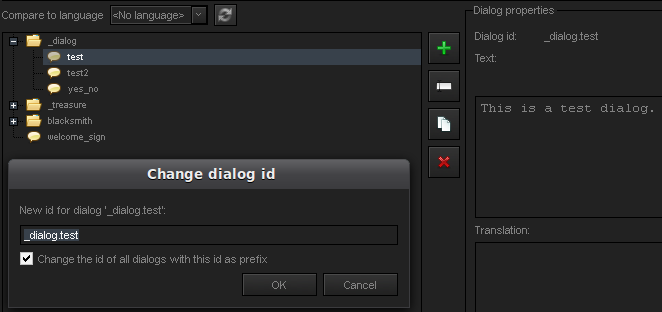 Compare to language <No language>
_dialog
test
test2
yes_no
_treasure
blacksmith
welcome_sign
Dialog properties
Dialog id: _dialog.test
Text:
This is a test dialog.
Translation:
Change dialog id
New id for dialog '_dialog.test':
_dialog.test
Change the id of all dialogs with this id as prefix
OK Cancel